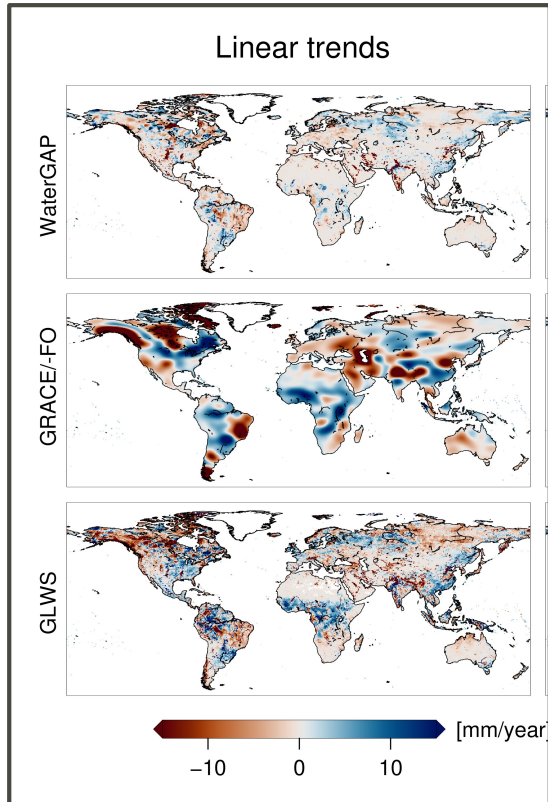 Linear trends
WaterGAP
GRACE/-FO
GLWS
[mm/year]
−10 0 10